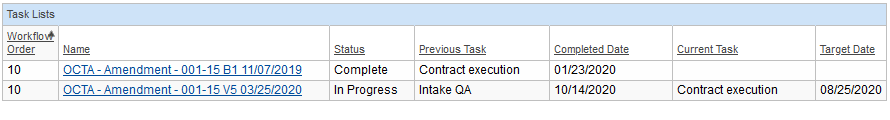 Task Lists
Workflow Order Name Status Previous Task Completed Date Current Task Target Date
10 OCTA - Amendment - 001-15 B1 11/07/2019 Complete Contract execution 01/23/2020
10 OCTA - Amendment - 001-15 V5 03/25/2020 In Progress Intake QA 10/14/2020 Contract execution 08/25/2020